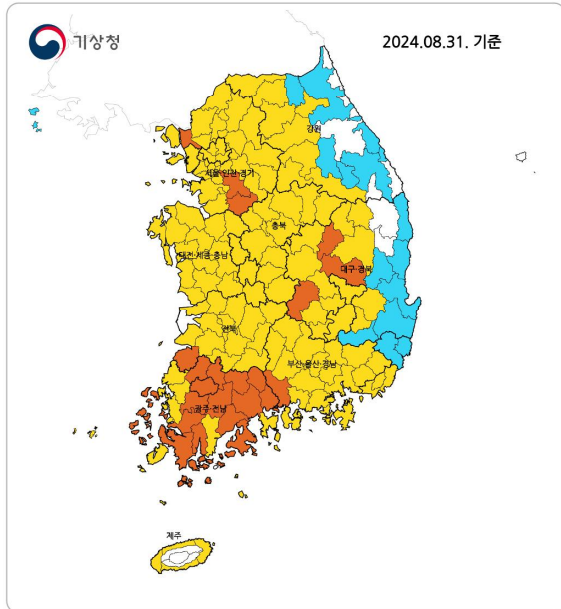 기상청
2024.08.31. 기준
강원
서울·인천·경기
충북
대전·세종·충남
대구·경북
전북
부산·울산·경남
광주·전남
제주